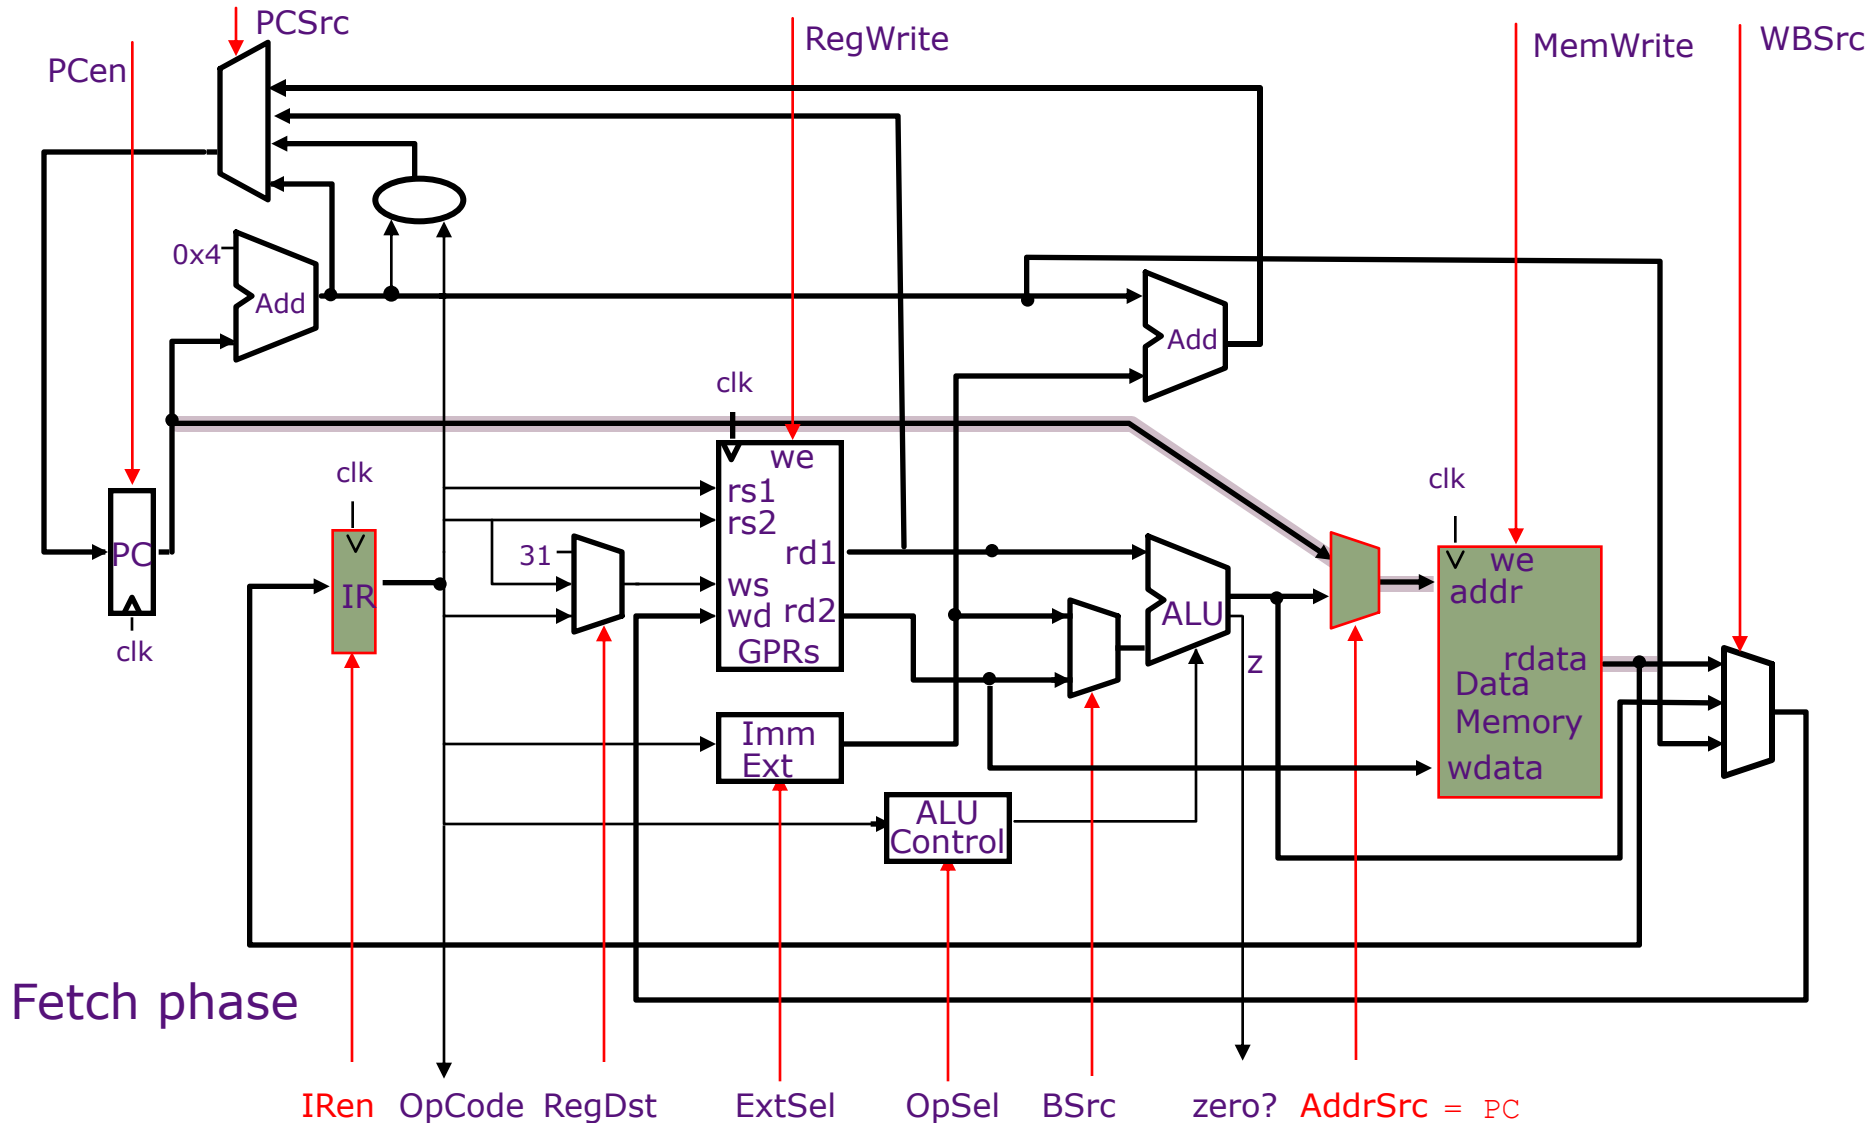 PCSrc
RegWrite
MemWrite
WBSrc
PCen
0x4
Add
Add
clk
clk
clk
we
rs1
rs2
rd1
ws
wd
rd2
GPRs
31
PC
clk
IR
ALU
z
we
addr
rdata
Data
Memory
wdata
Imm
Ext
ALU
Control
Fetch phase
IRen
OpCode
RegDst
ExtSel
OpSel
BSrc
zero?
AddrSrc = PC